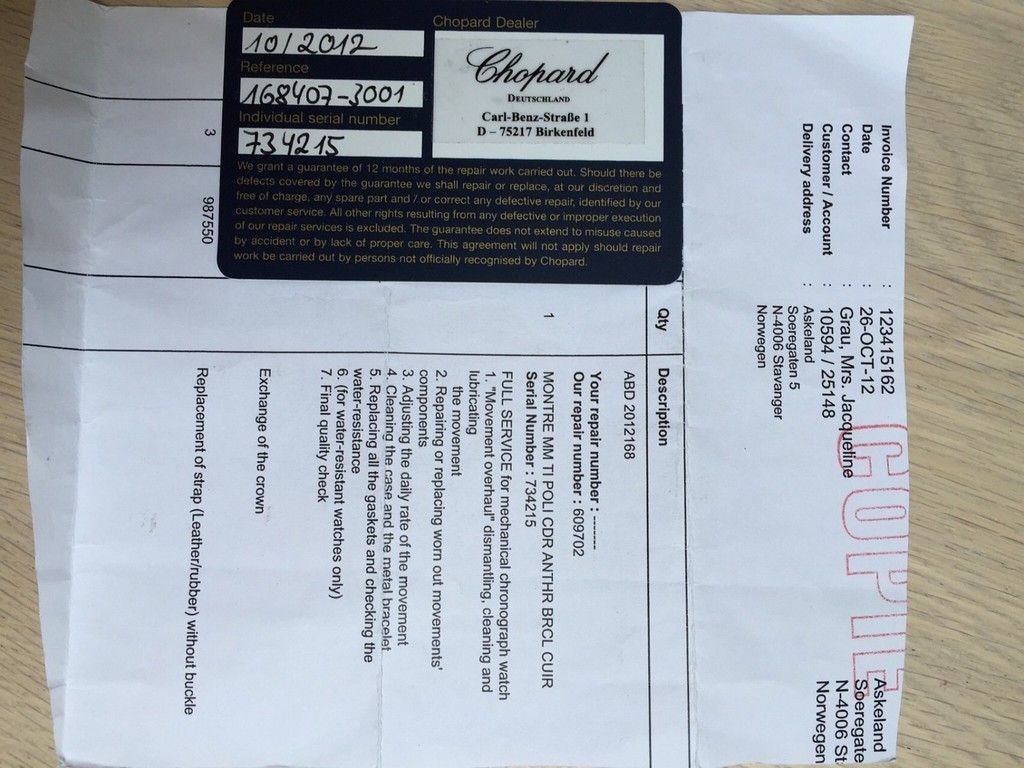 Date
10/2012
Reference
168407-3001
Individual serial number
734215
Chopard Dealer
Chopard
DEUTSCHLAND
Carl-Benz-Straße 1
D – 75217 Birkenfeld
We grant a guarantee of 12 months of the repair work carried out. Should there be
defects covered by the guarantee we shall repair or replace, at our discretion and
free of charge, any spare part and / or correct any defective repair, identified by our
customer service. All other rights resulting from any defective or improper execution
of our repair services is excluded. The guarantee does not extend to misuse caused
by accident or by lack of proper care. This agreement will not apply should repair
work be carried out by persons not officially recognised by Chopard.
COPIE
Askeland
Soeregate
N-4006 St
Norwegen
Invoice Number : 123415162
Date : 26-OCT-12
Contact : Grau, Mrs. Jacqueline
Customer / Account : 10594 / 25148
Delivery address : Askeland
Soeregaten 5
N-4006 Stavanger
Norwegen
Qty Description
ABD 2012168
Your repair number : -------
Our repair number : 609702
1 MONTRE MM TI POLI CDR ANTHR BRCL CUIR
Serial Number : 734215
FULL SERVICE for mechanical chronograph watch
1. "Movement overhaul" dismantling, cleaning and
lubricating
the movement
2. Repairing or replacing worn out movements'
components
3. Adjusting the daily rate of the movement
4. Cleaning the case and the metal bracelet
5. Replacing all the gaskets and checking the
water-resistance
6. (for water-resistant watches only)
7. Final quality check
Exchange of the crown
3 987550 Replacement of strap (Leather/rubber) without buckle